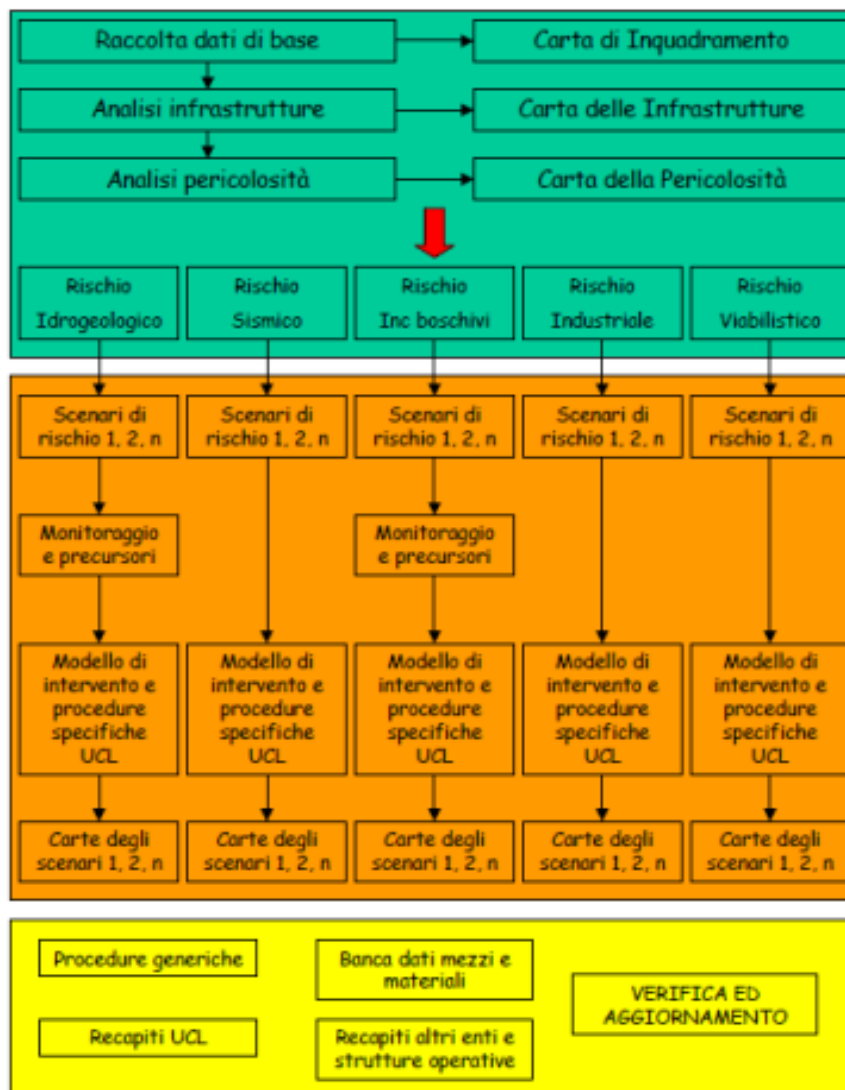 Raccolta dati di base
Carta di Inquadramento
Analisi infrastrutture
Carta delle Infrastrutture
Analisi pericolosità
Carta della Pericolosità
Rischio
Idrogeologico
Rischio
Sismico
Rischio
Inc boschivi
Rischio
Industriale
Rischio
Viabilistico
Scenari di
rischio 1, 2, n
Scenari di
rischio 1, 2, n
Scenari di
rischio 1, 2, n
Scenari di
rischio 1, 2, n
Scenari di
rischio 1, 2, n
Monitoraggio
e precursori
Monitoraggio
e precursori
Modello di
intervento e
procedure
specifiche
UCL
Modello di
intervento e
procedure
specifiche
UCL
Modello di
intervento e
procedure
specifiche
UCL
Modello di
intervento e
procedure
specifiche
UCL
Modello di
intervento e
procedure
specifiche
UCL
Carte degli
scenari 1, 2, n
Carte degli
scenari 1, 2, n
Carte degli
scenari 1, 2, n
Carte degli
scenari 1, 2, n
Carte degli
scenari 1, 2, n
Procedure generiche
Banca dati mezzi e
materiali
VERIFICA ED
AGGIORNAMENTO
Recapiti UCL
Recapiti altri enti e
strutture operative